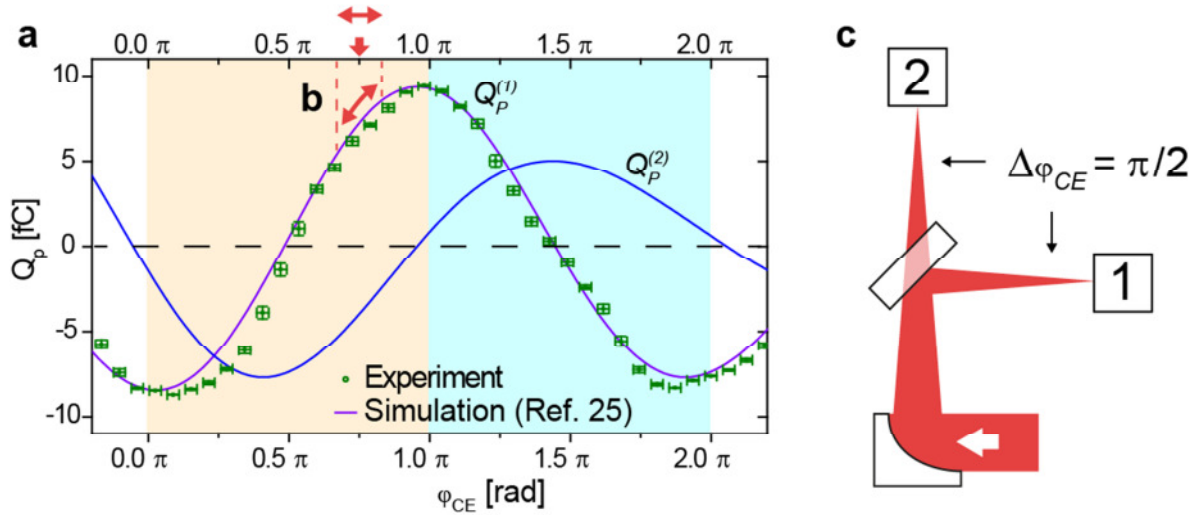 a
c
0.0 π 0.5 π 1.0 π 1.5 π 2.0 π
b
Q_P^{(1)}
Q_P^{(2)}
10
5
0
-5
-10
Q_p [fC]
Experiment
Simulation (Ref. 25)
0.0 π 0.5 π 1.0 π 1.5 π 2.0 π
φ_CE [rad]
2
Δφ_CE = π/2
1